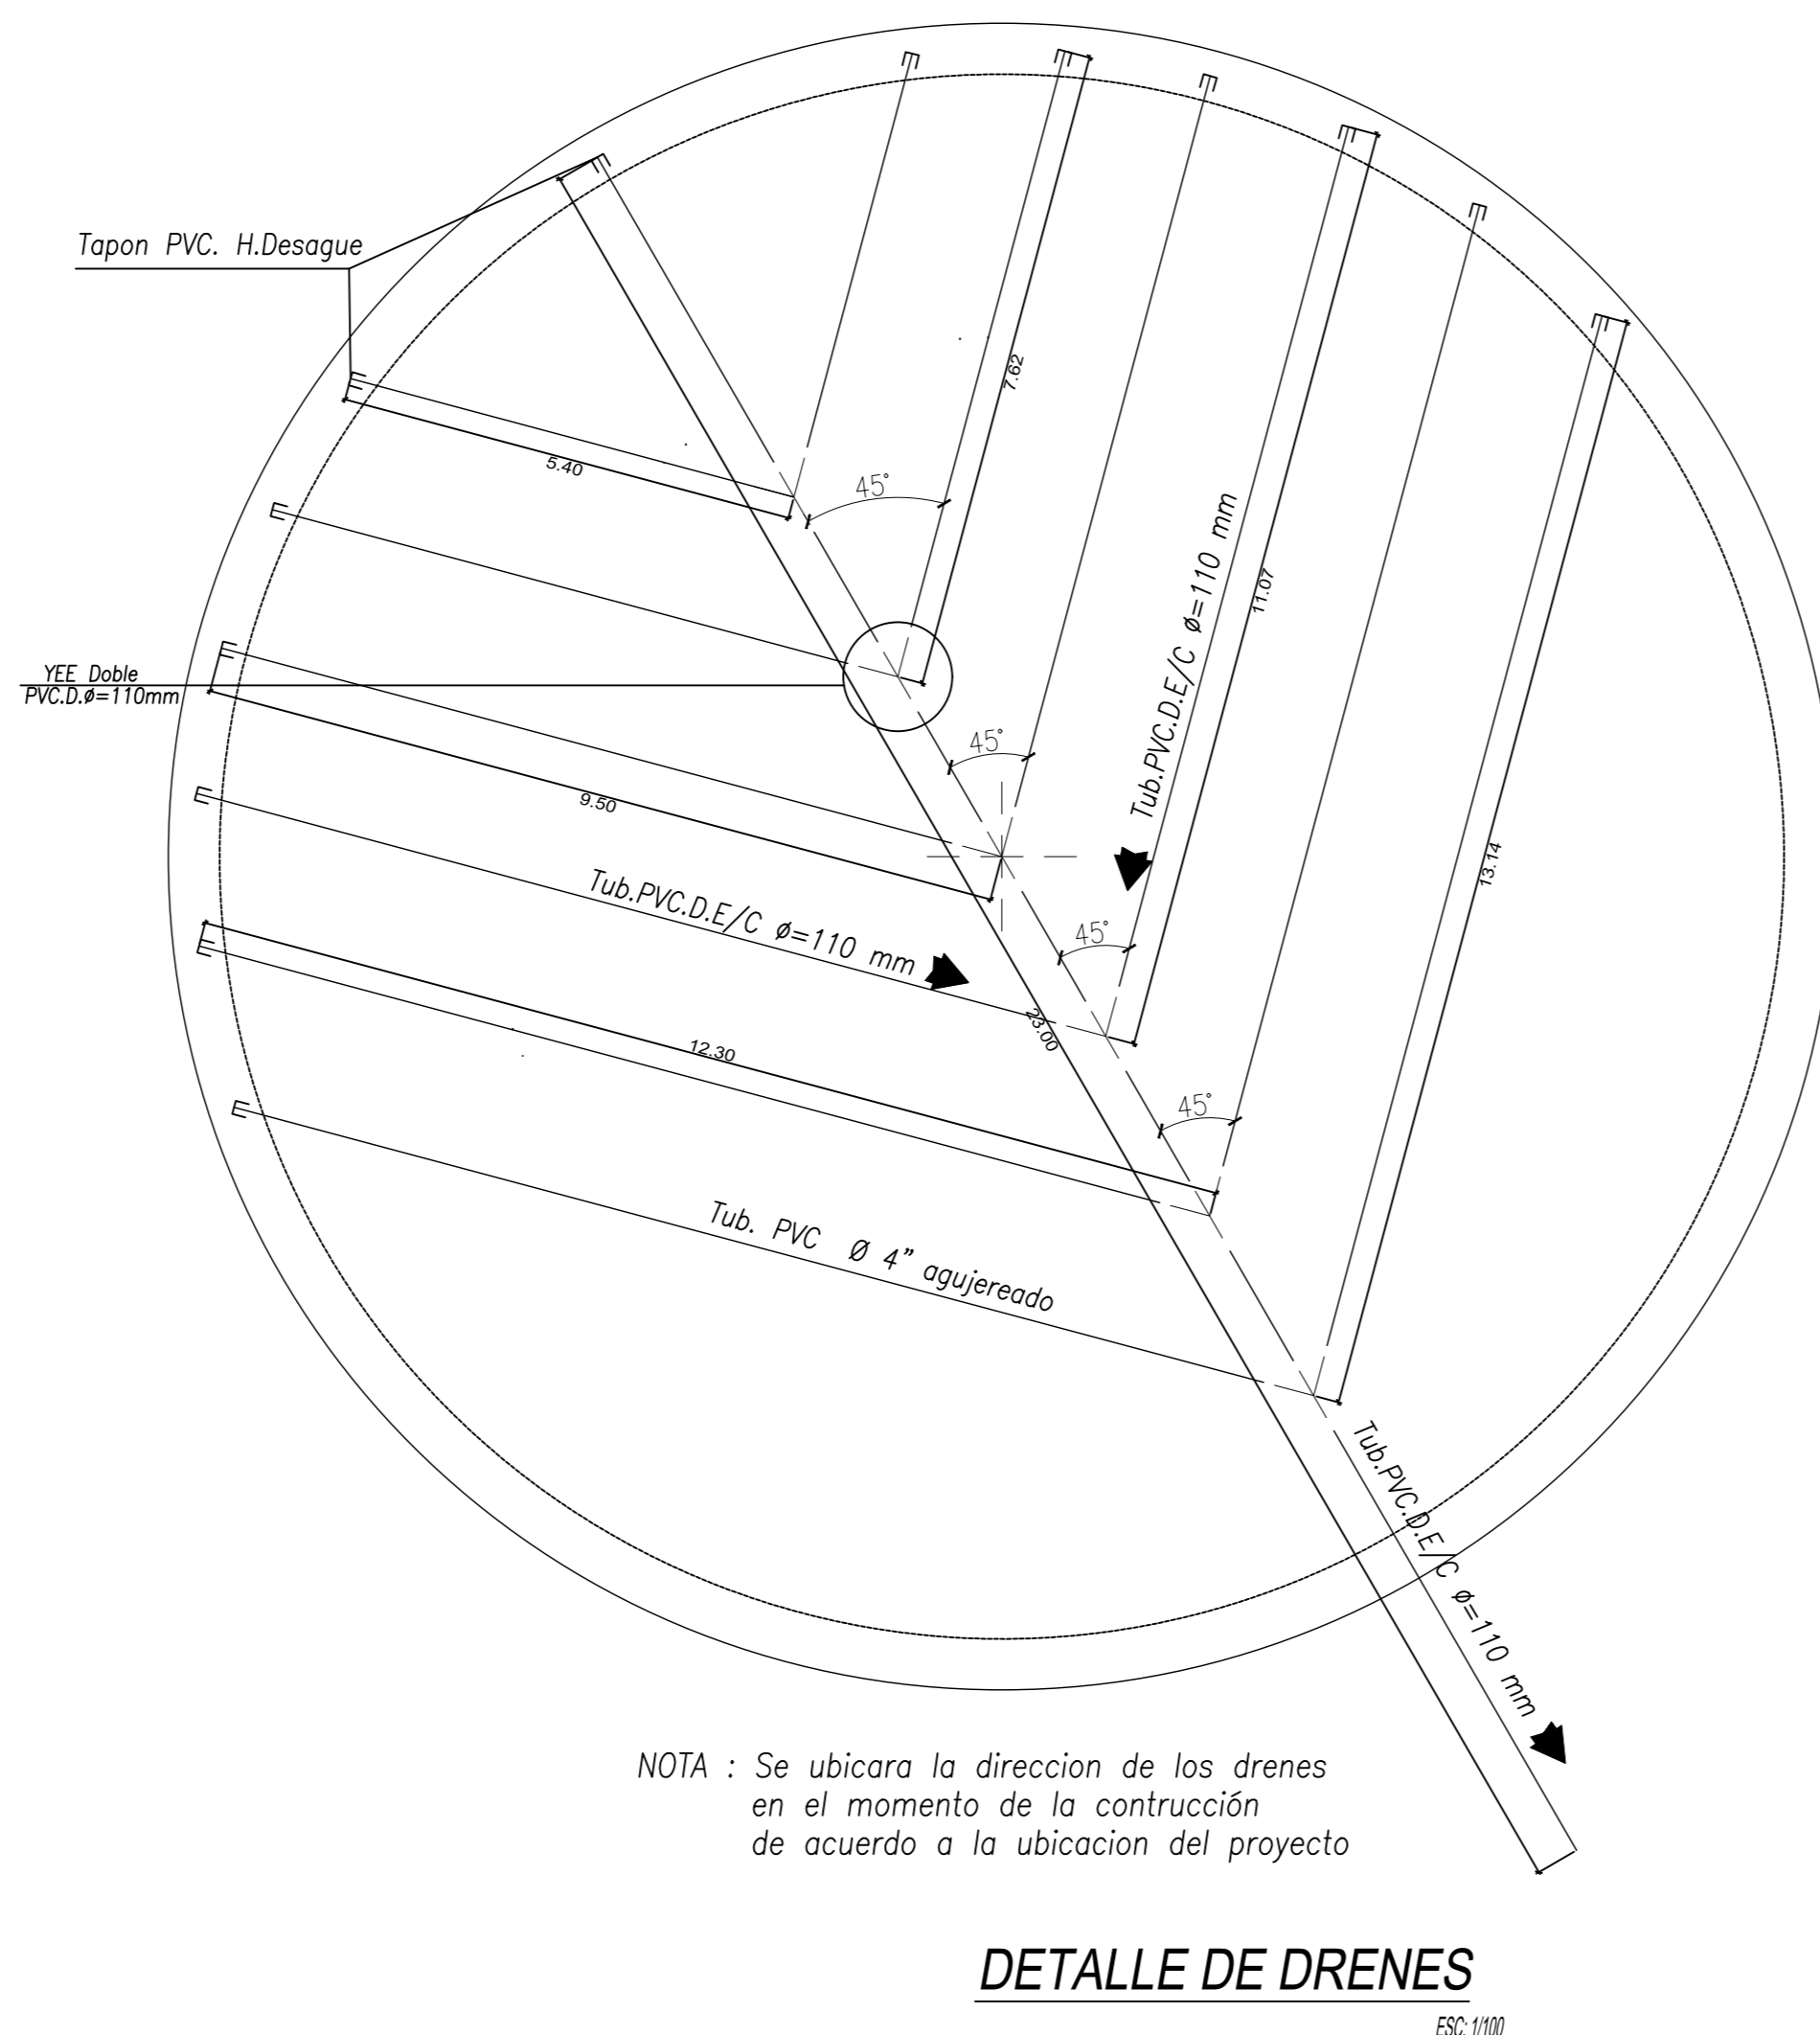 Tapon PVC. H.Desague
7.62
5.40
45°
Tub.PVC.D.E/C ø=110 mm
11.07
YEE Doble
PVC.D.ø=110mm
45°
9.50
13.14
Tub.PVC.D.E/C ø=110 mm
45°
23.00
12.30
45°
Tub. PVC Ø 4” agujereado
Tub.PVC.D.E/C ø=110 mm
NOTA : Se ubicara la direccion de los drenes
en el momento de la contrucción
de acuerdo a la ubicacion del proyecto
DETALLE DE DRENES
ESC: 1/100